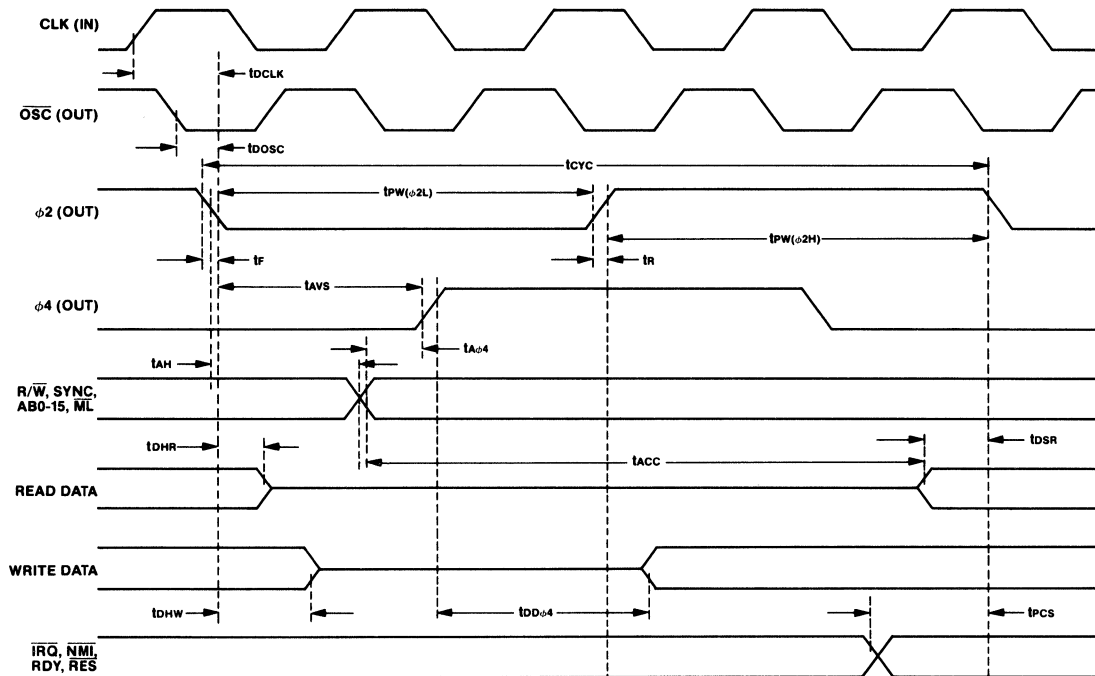 CLK (IN)
tDCLK
OSC (OUT)
tDOSC
tCYC
tPW(ϕ2L)
ϕ2 (OUT)
tPW(ϕ2H)
tF
tR
tAVS
ϕ4 (OUT)
tAϕ4
tAH
R/W, SYNC,
AB0-15, ML
tDHR
tDSR
tACC
READ DATA
WRITE DATA
tDHW
tDDϕ4
tPCS
IRQ, NMI,
RDY, RES